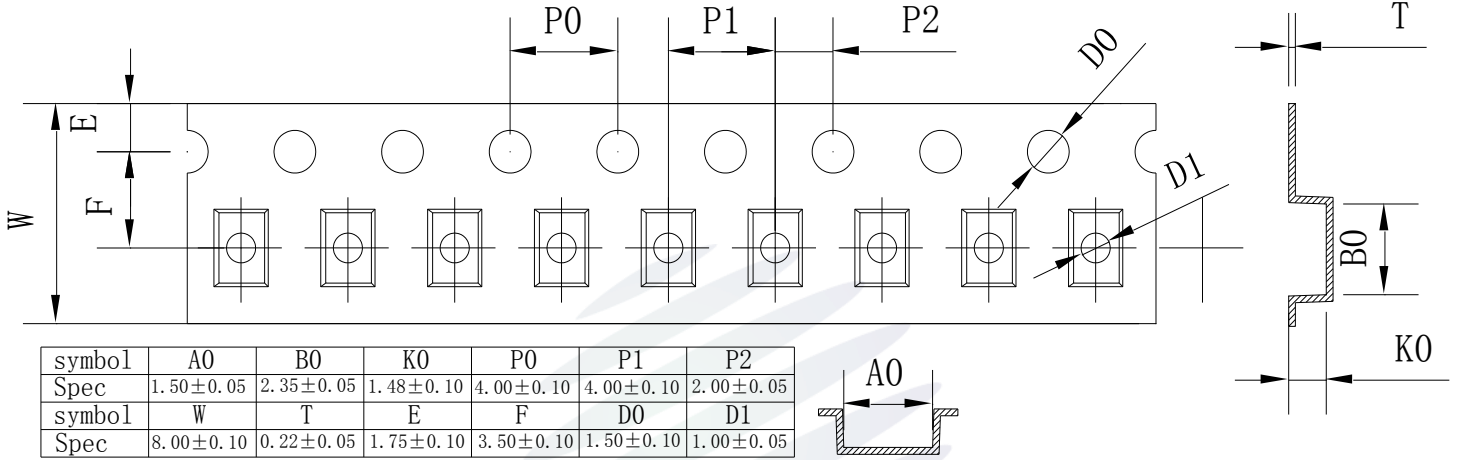 P0 P1 P2 T
D0
E
D1
F
W
B0
K0
A0
symbol A0 B0 K0 P0 P1 P2
Spec 1.50±0.05 2.35±0.05 1.48±0.10 4.00±0.10 4.00±0.10 2.00±0.05
symbol W T E F D0 D1
Spec 8.00±0.10 0.22±0.05 1.75±0.10 3.50±0.10 1.50±0.10 1.00±0.05